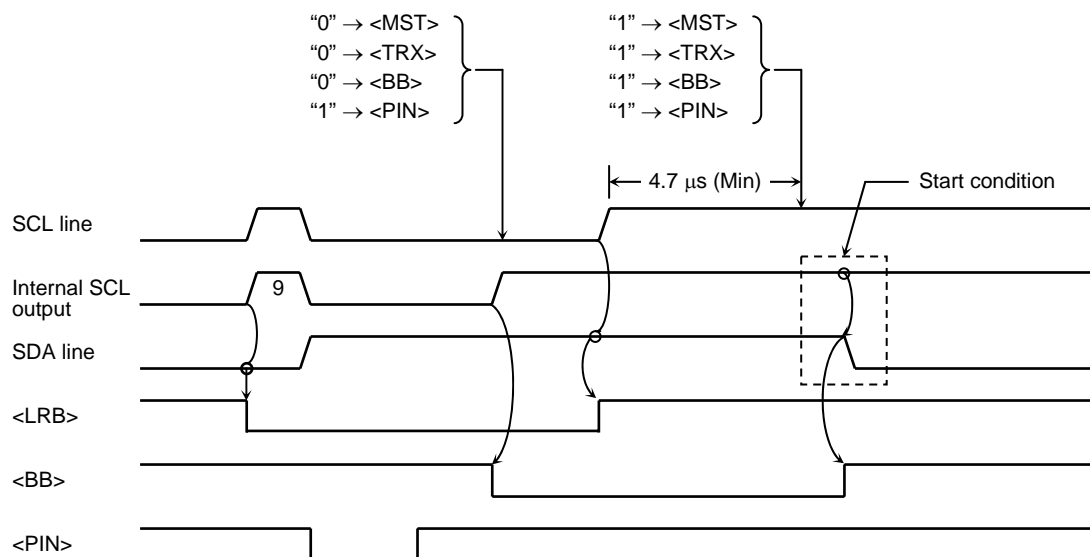 “0” → <MST>
“0” → <TRX>
“0” → <BB>
“1” → <PIN>
“1” → <MST>
“1” → <TRX>
“1” → <BB>
“1” → <PIN>
4.7 μs (Min)
Start condition
SCL line
Internal SCL
output
9
SDA line
<LRB>
<BB>
<PIN>